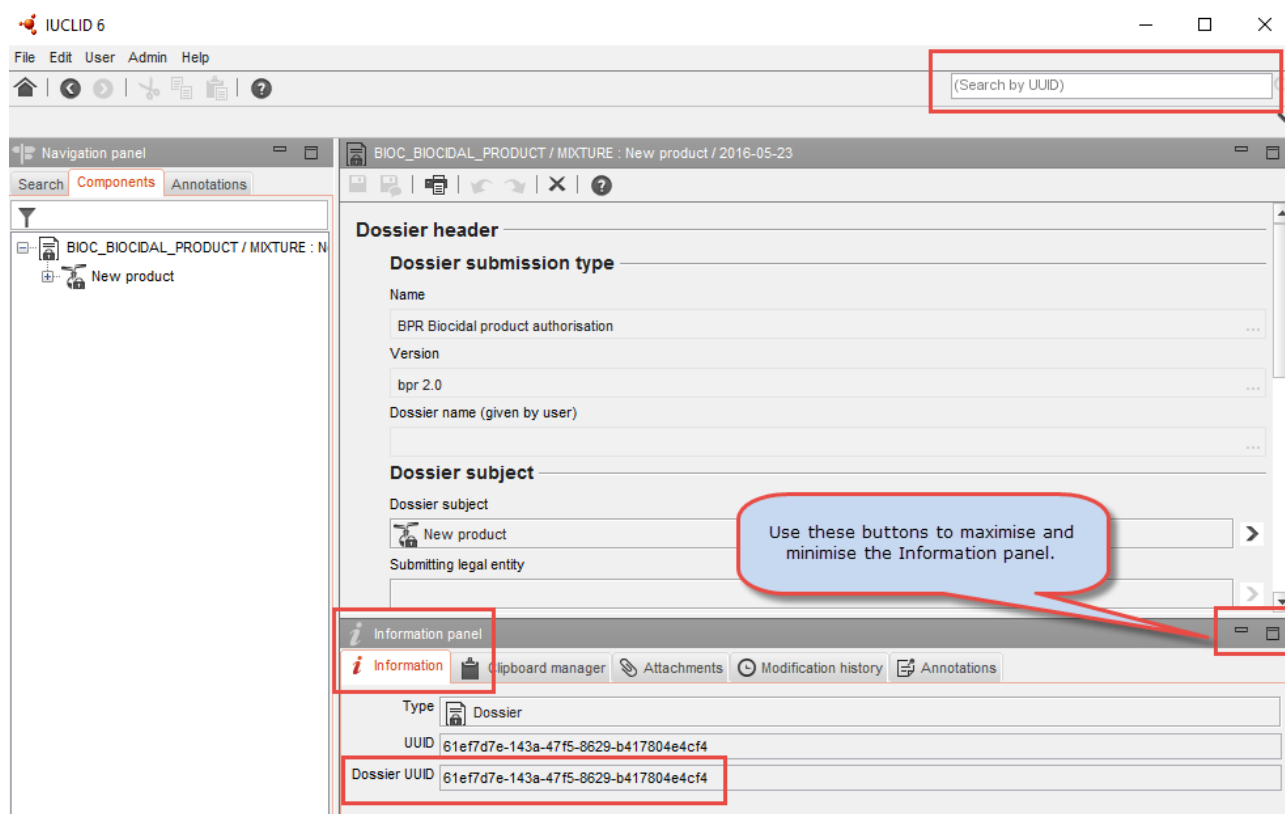 IUCLID 6
File Edit User Admin Help
(Search by UUID)
Navigation panel
Search Components Annotations
BIOC_BIOCIDAL_PRODUCT / MIXTURE : N
New product
BIOC_BIOCIDAL_PRODUCT / MIXTURE : New product / 2016-05-23
Dossier header
Dossier submission type
Name
BPR Biocidal product authorisation
...
Version
bpr 2.0
...
Dossier name (given by user)
...
Dossier subject
Dossier subject
New product
Submitting legal entity
Use these buttons to maximise and
minimise the Information panel.
Information panel
Information Clipboard manager Attachments Modification history Annotations
Type Dossier
UUID 61ef7d7e-143a-47f5-8629-b417804e4cf4
Dossier UUID 61ef7d7e-143a-47f5-8629-b417804e4cf4